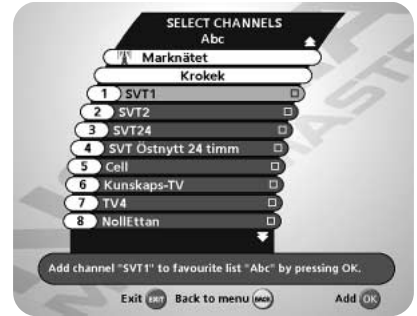 SELECT CHANNELS
Abc
Marknätet
Krokek
1 SVT1
2 SVT2
3 SVT24
4 SVT Östnytt 24 timm
5 Cell
6 Kunskaps-TV
7 TV4
8 NollEttan
Add channel "SVT1" to favourite list "Abc" by pressing OK.
Exit EXIT Back to menu BACK Add OK